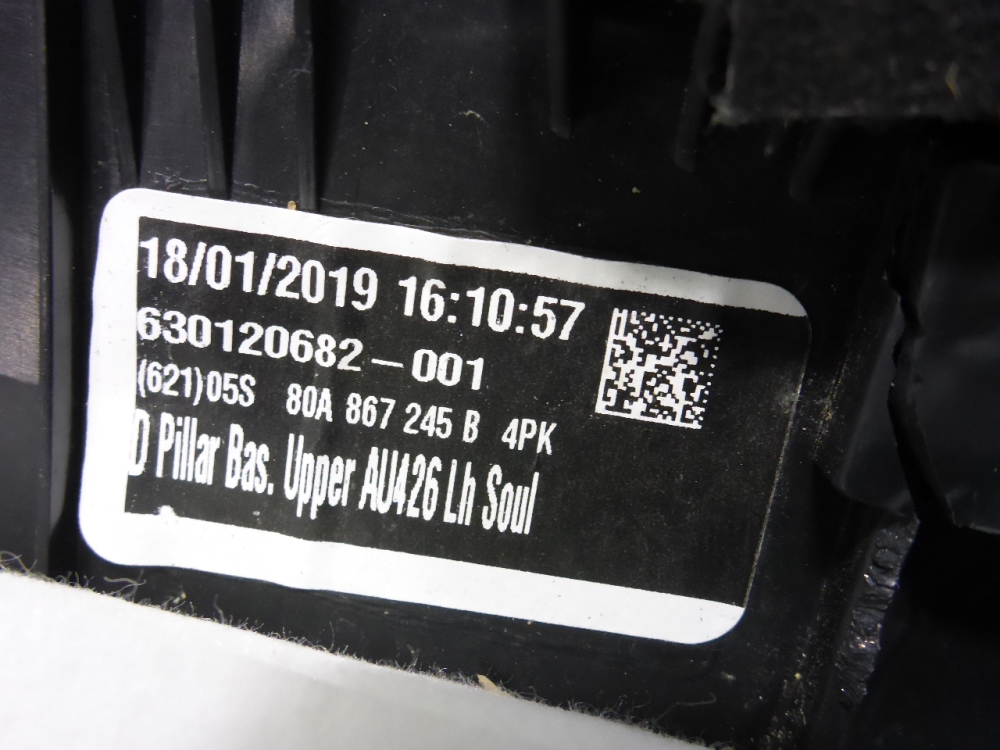 18/01/2019 16:10:57
630120682-001
(621)05S 80A 867 245 B 4PK
D Pillar Bas. Upper AU426 Lh Soul